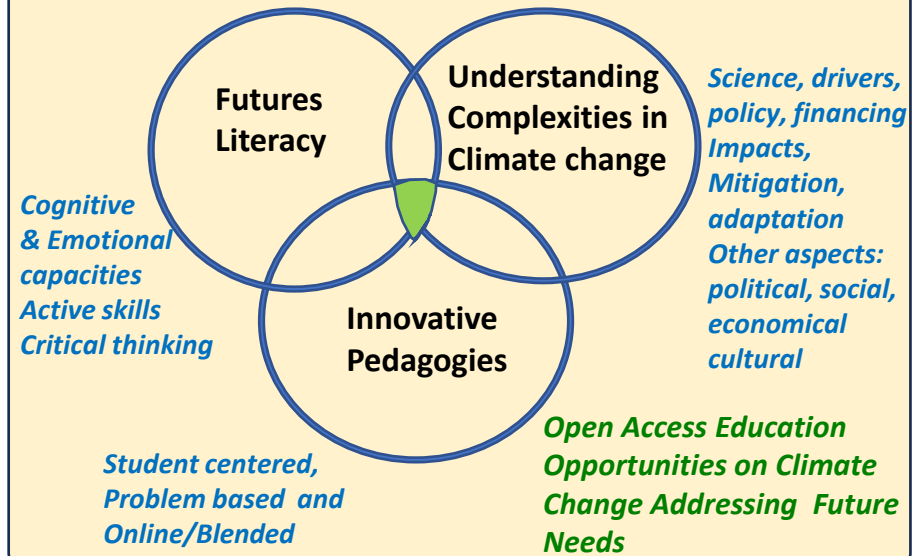 Futures
Literacy
Understanding
Complexities in
Climate change
Science, drivers,
policy, financing
Impacts,
Mitigation,
adaptation
Other aspects:
political, social,
economical
cultural
Cognitive
& Emotional
capacities
Active skills
Critical thinking
Innovative
Pedagogies
Student centered,
Problem based and
Online/Blended
Open Access Education
Opportunities on Climate
Change Addressing Future
Needs